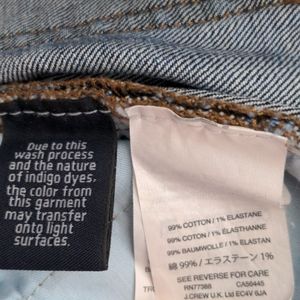 Due to this
wash process
and the nature
of indigo dyes,
the color from
this garment
may transfer
onto light
surfaces.
99% COTTON / 1% ELASTANE
99% COTON / 1% ÉLASTHANNE
99% BAUMWOLLE / 1% ELASTAN
綿 99% / エラステーン 1%
SEE REVERSE FOR CARE
RN77388 CA56445
J.CREW U.K. Ltd EC4V 6JA